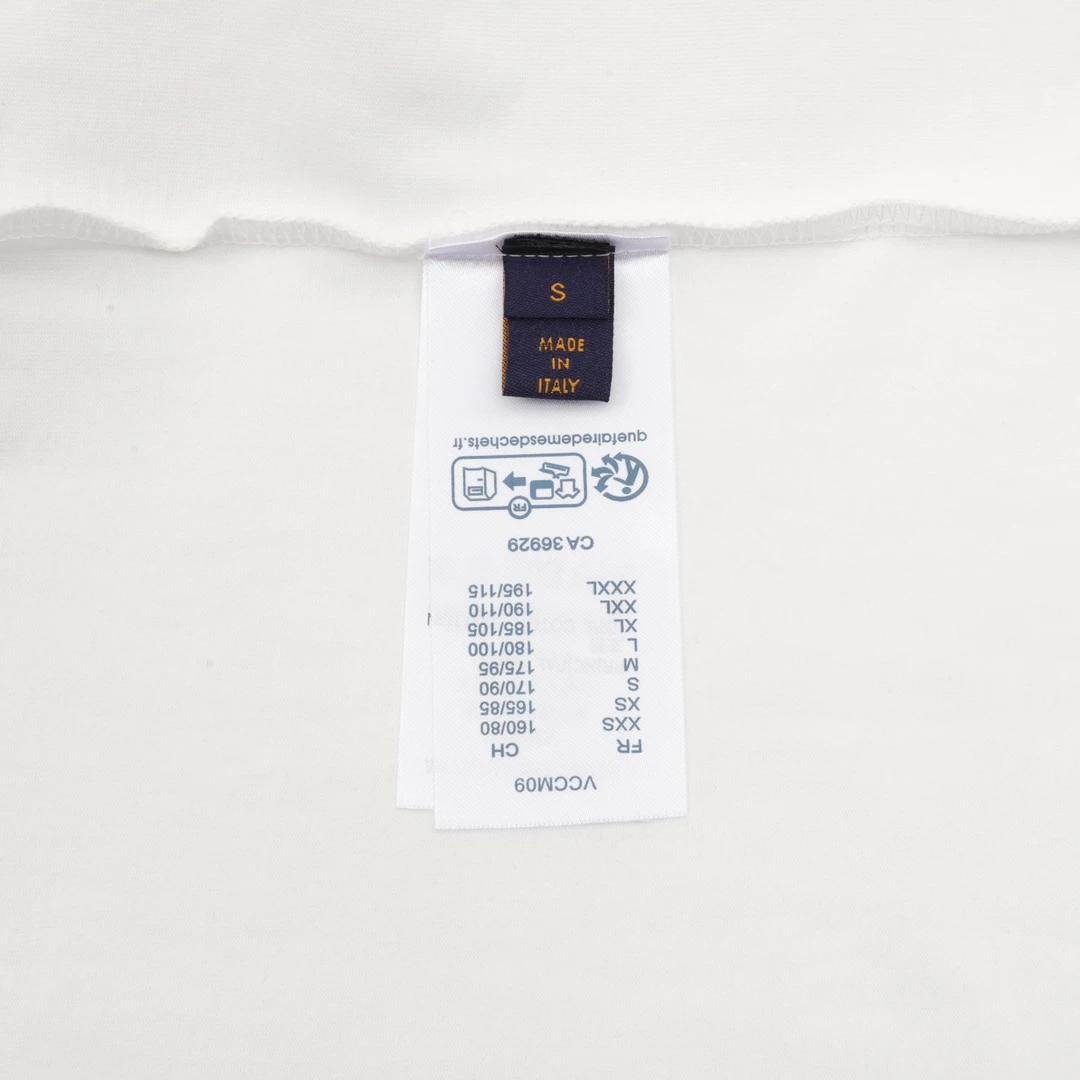 S
MADE
IN
ITALY
VCCM09
FR CH
XXS 160/80
XS 165/85
S 170/90
M 175/95
L 180/100
XL 185/105
XXL 190/110
XXXL 195/115
CA 36929
FR
quefairedemesdechets.fr